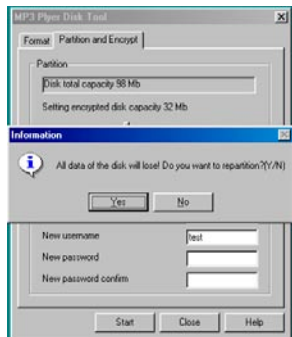 MP3 Plyer Disk Tool
Format
Partition and Encrypt
Partition
Disk total capacity 98 Mb
Setting encrypted disk capacity 32 Mb
Information
All data of the disk will lose! Do you want to repartition?(Y/N)
Yes
No
New username
test
New password
New password confirm
Start
Close
Help